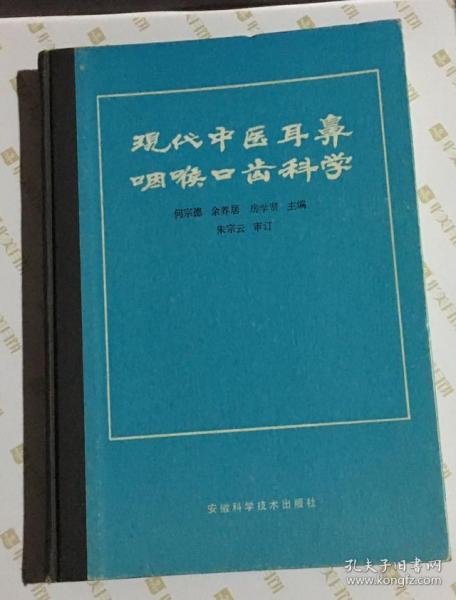 现代中医耳鼻
咽喉口齿科学
何宗德 余养居 房学贤 主编
朱宗云 审订
安徽科学技术出版社
孔夫子旧书网
www.kongfz.com